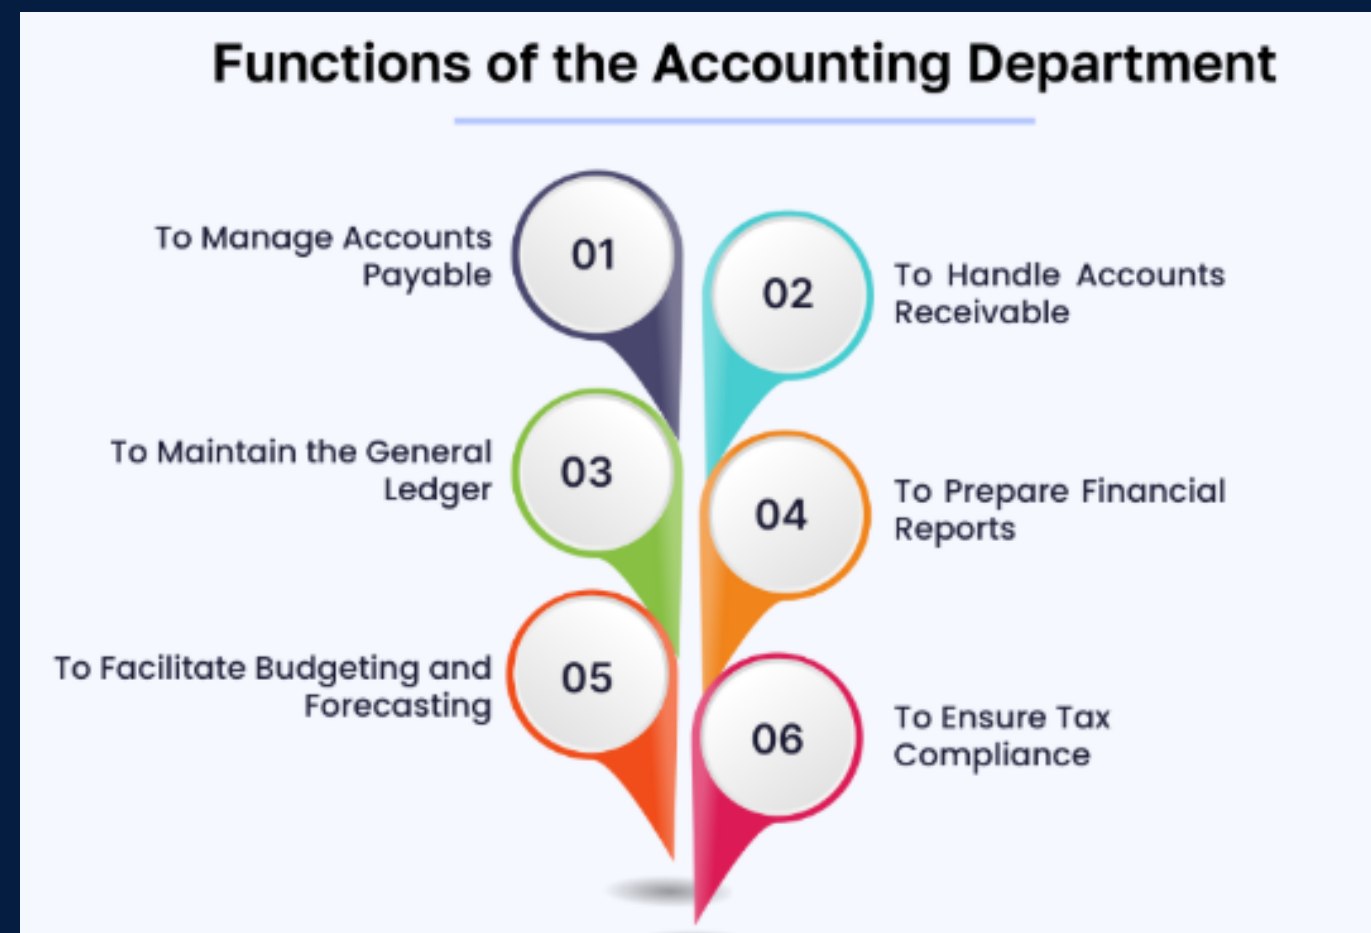 Functions of the Accounting Department
01
To Manage Accounts
Payable
02
To Handle Accounts
Receivable
03
To Maintain the General
Ledger
04
To Prepare Financial
Reports
05
To Facilitate Budgeting and
Forecasting
06
To Ensure Tax
Compliance